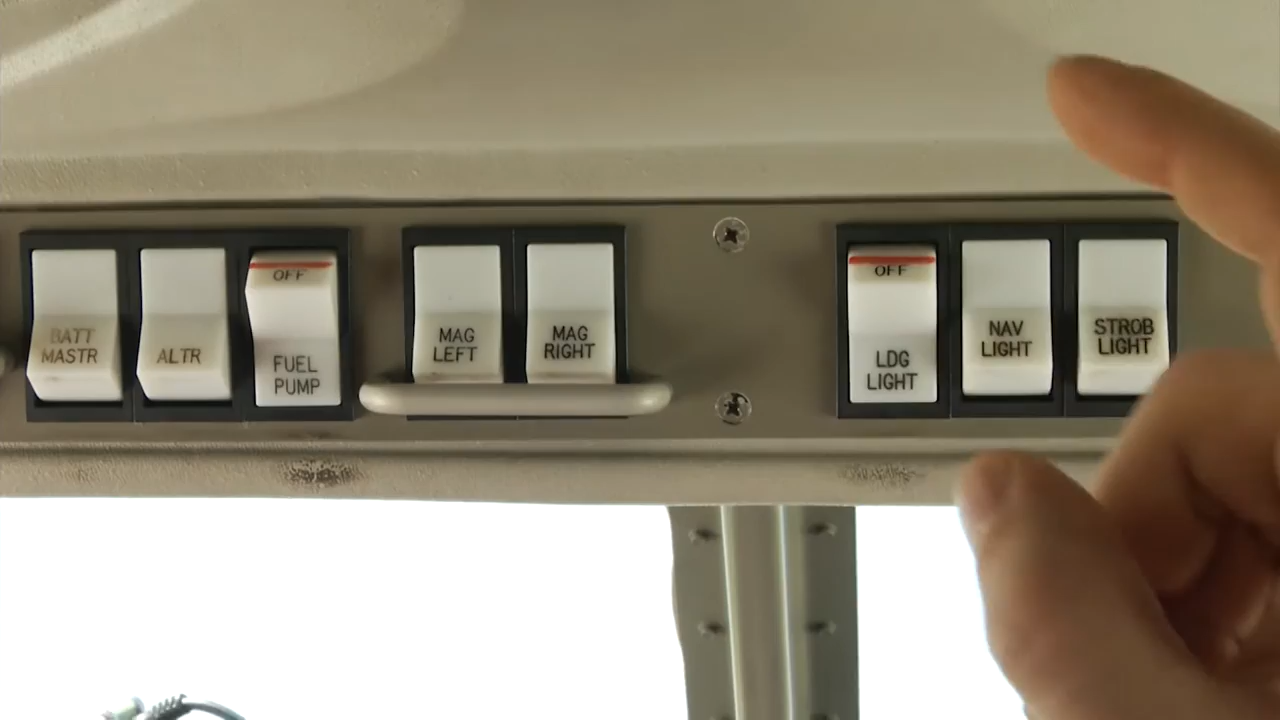 BATT
MASTR
ALTR
OFF
FUEL
PUMP
MAG
LEFT
MAG
RIGHT
OFF
LDG
LIGHT
NAV
LIGHT
STROB
LIGHT